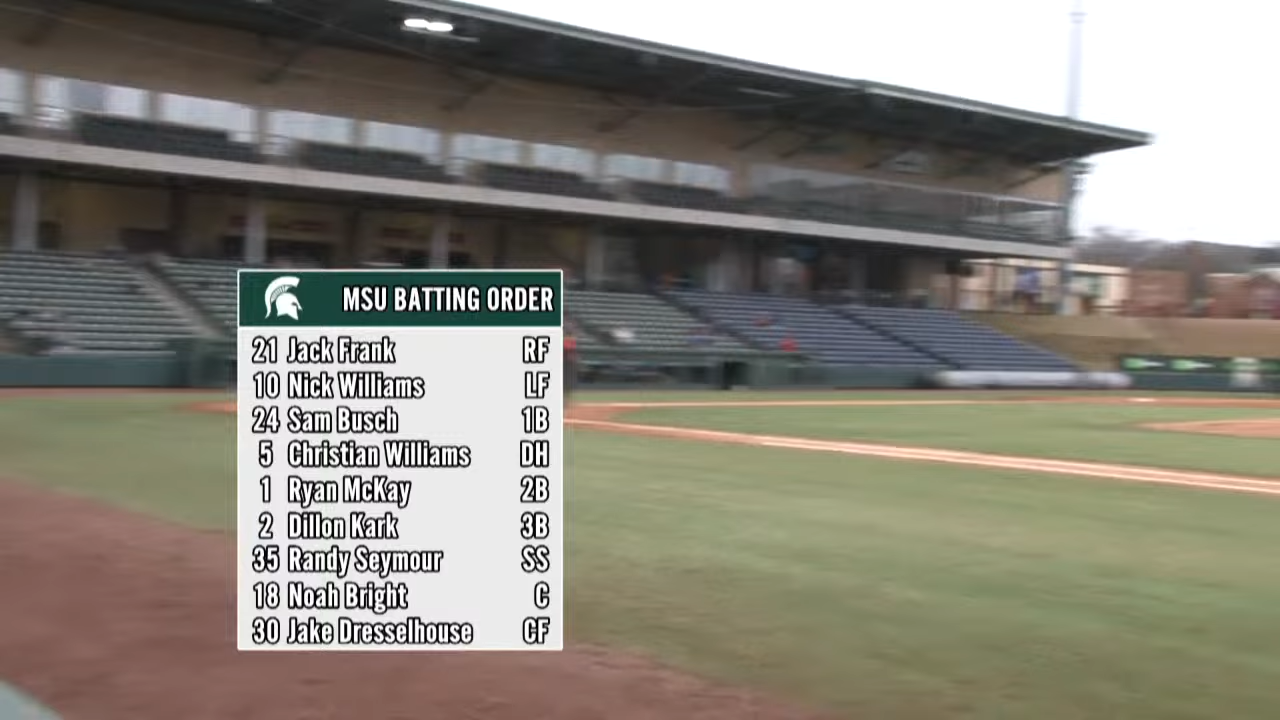 MSU BATTING ORDER
21 Jack Frank RF
10 Nick Williams LF
24 Sam Busch 1B
5 Christian Williams DH
1 Ryan McKay 2B
2 Dillon Kark 3B
35 Randy Seymour SS
18 Noah Bright C
30 Jake Dresselhouse CF